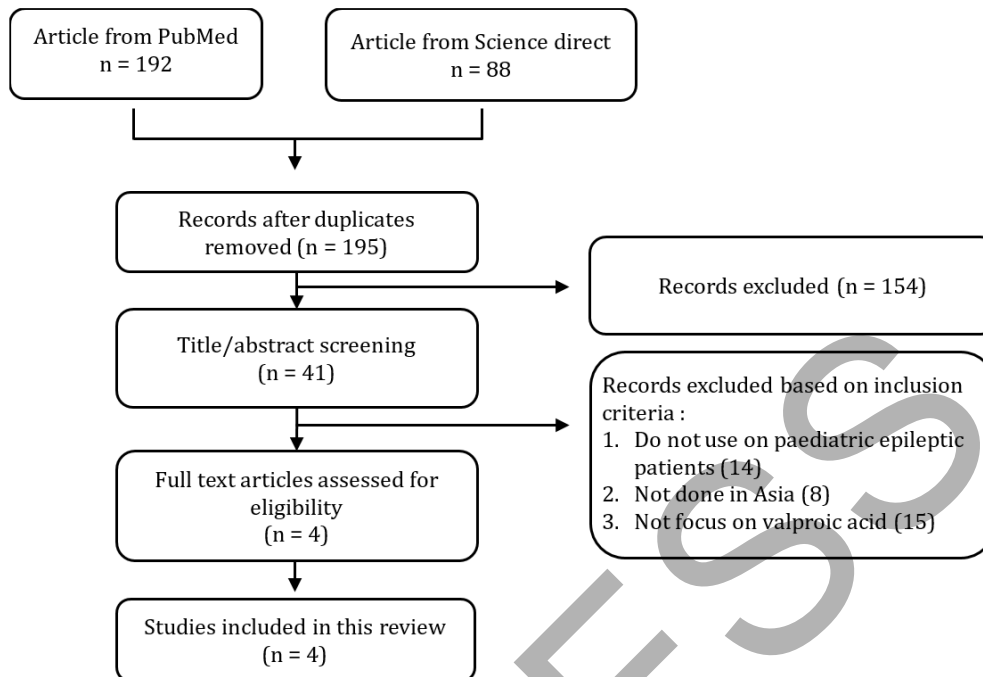 Article from PubMed
n = 192
Article from Science direct
n = 88
Records after duplicates
removed (n = 195)
Records excluded (n = 154)
Title/abstract screening
(n = 41)
Records excluded based on inclusion
criteria :
1. Do not use on paediatric epileptic
patients (14)
2. Not done in Asia (8)
3. Not focus on valproic acid (15)
Full text articles assessed for
eligibility
(n = 4)
Studies included in this review
(n = 4)
ESS